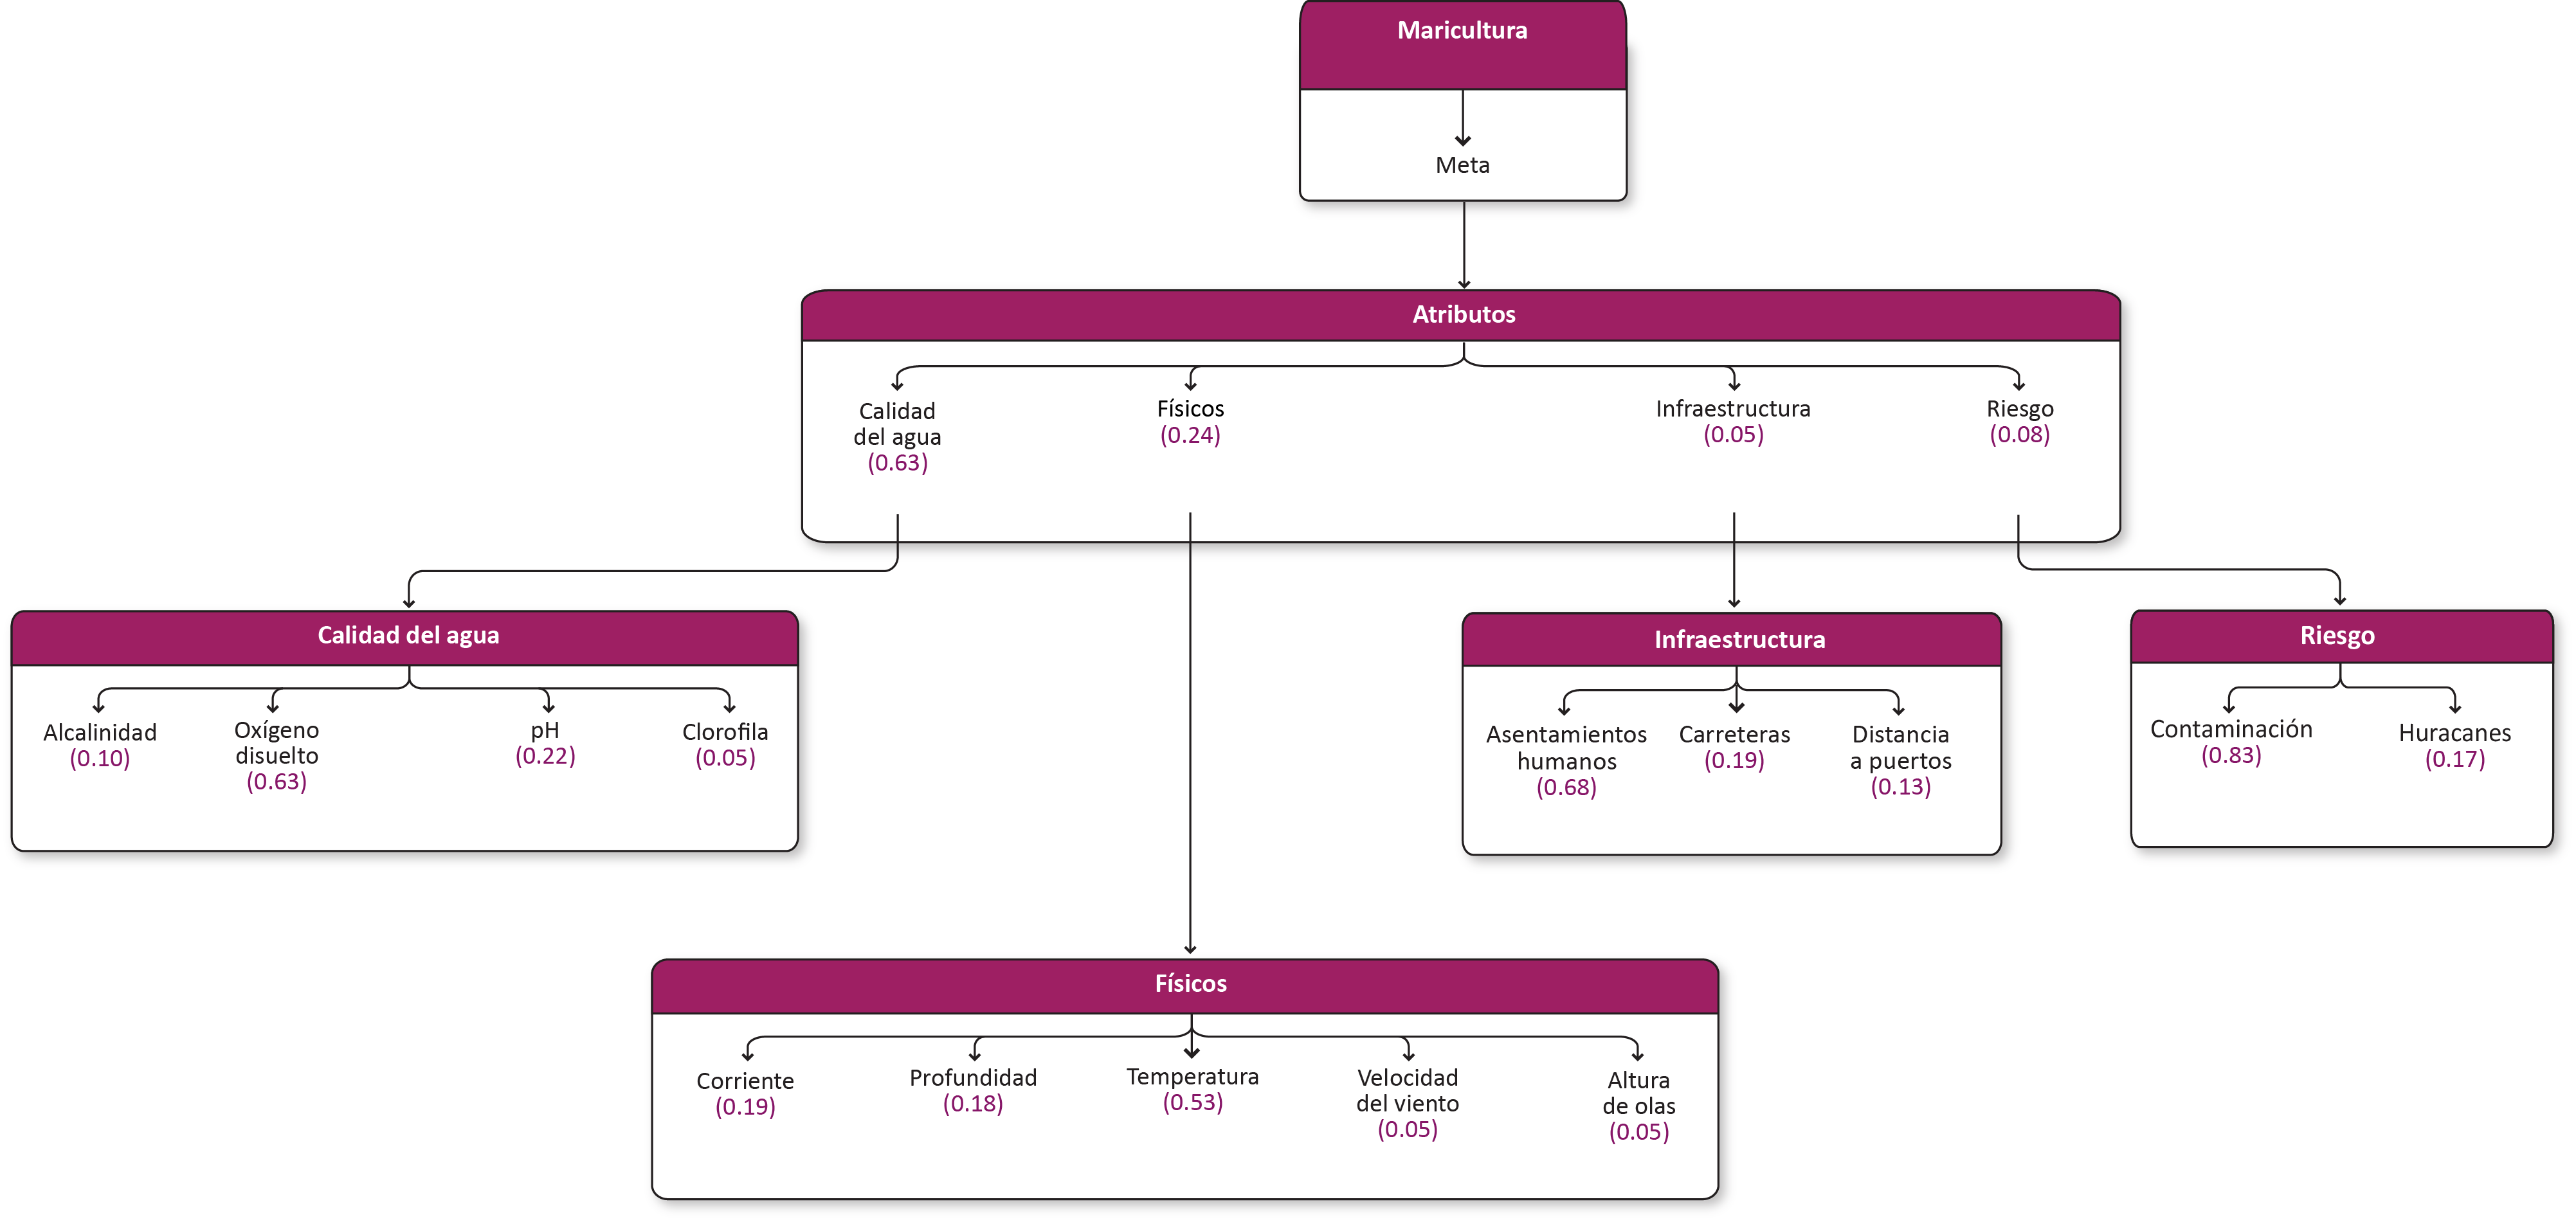 Maricultura
Meta
Atributos
Calidad
del agua
(0.63)
Físicos
(0.24)
Infraestructura
(0.05)
Riesgo
(0.08)
Calidad del agua
Alcalinidad
(0.10)
Oxígeno
disuelto
(0.63)
pH
(0.22)
Clorofila
(0.05)
Infraestructura
Asentamientos
humanos
(0.68)
Carreteras
(0.19)
Distancia
a puertos
(0.13)
Riesgo
Contaminación
(0.83)
Huracanes
(0.17)
Físicos
Corriente
(0.19)
Profundidad
(0.18)
Temperatura
(0.53)
Velocidad
del viento
(0.05)
Altura
de olas
(0.05)